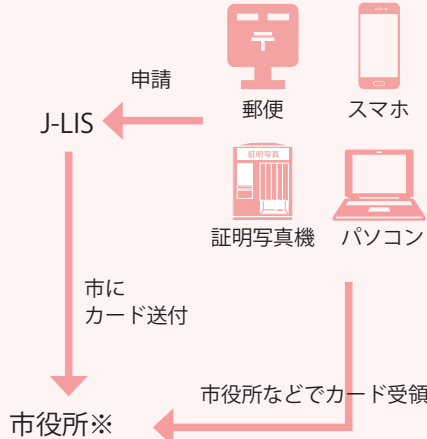 申請
郵便
スマホ
J-LIS
証明写真
証明写真機
パソコン
市に
カード送付
市役所などでカード受領
市役所※